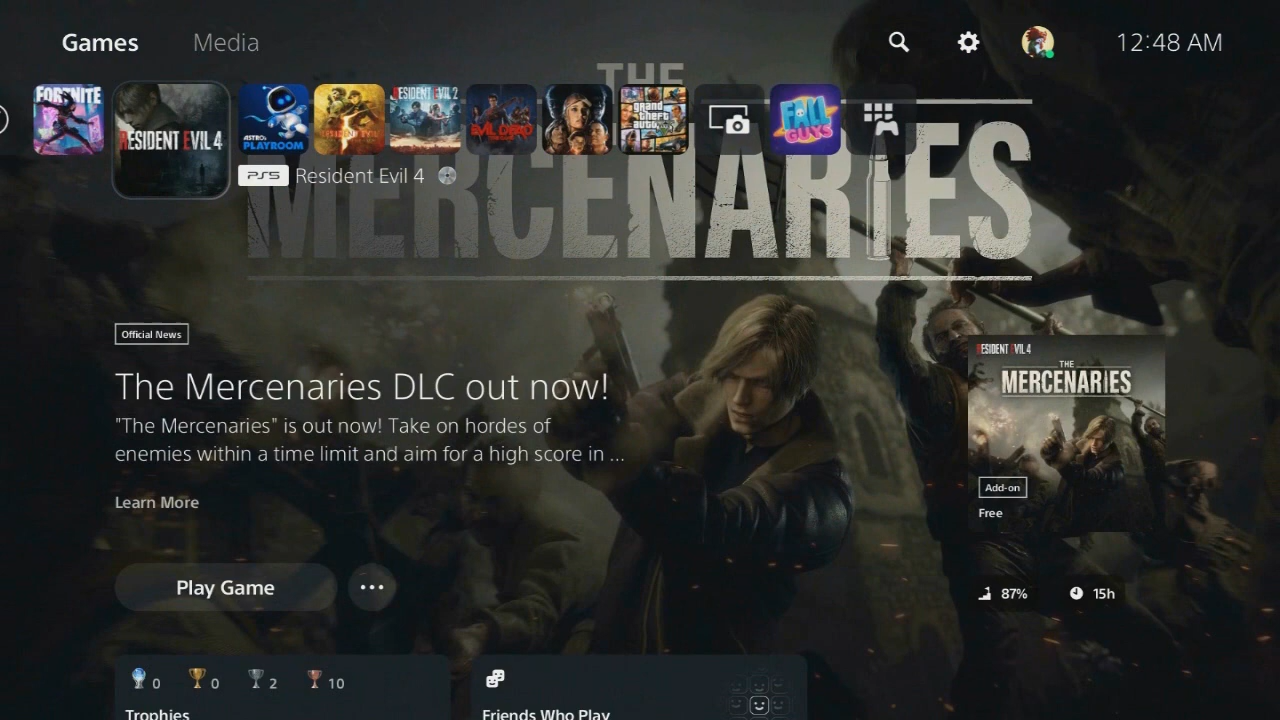 Games
Media
12:48 AM
FORTNITE
RESIDENT EVIL 4
ASTRO's PLAYROOM
RESIDENT EVIL 2
EVIL DEAD
grand
theft
auto
FALL
GUYS
PS5
Resident Evil 4
THE
MERCENARIES
Official News
The Mercenaries DLC out now!
"The Mercenaries" is out now! Take on hordes of
enemies within a time limit and aim for a high score in ...
Learn More
Play Game
RESIDENT EVIL 4
THE
MERCENARIES
Add-on
Free
87%
15h
0
0
2
10
Trophies
Friends Who Play